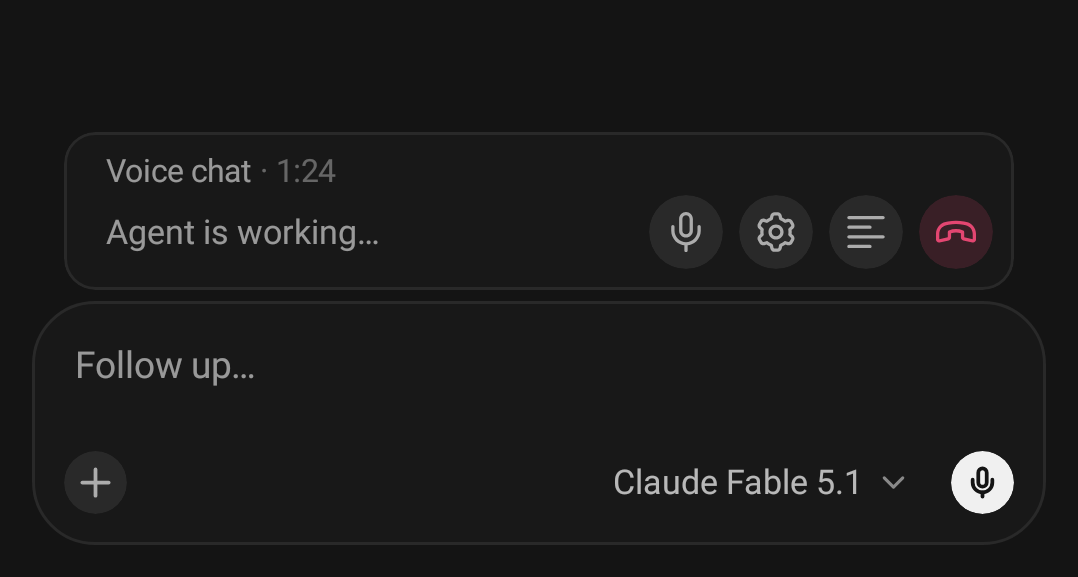 Voice chat · 1:24
Agent is working…
Follow up…
Claude Fable 5.1